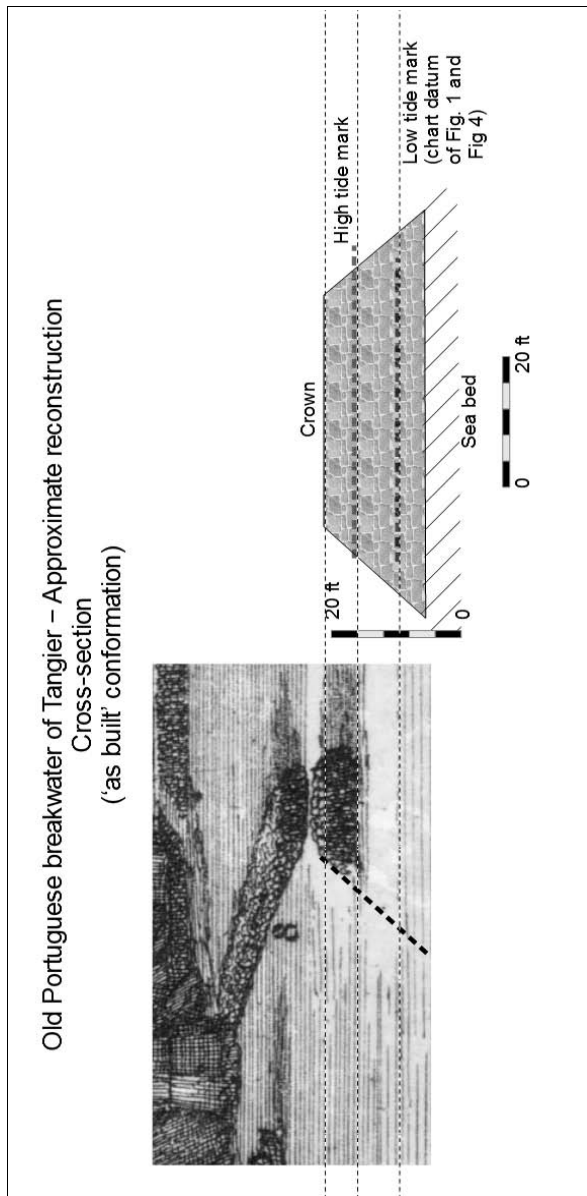 Old Portuguese breakwater of Tangier – Approximate reconstruction
Cross-section
(‘as built’ conformation)
8
20 ft
0
Crown
High tide mark
Low tide mark
(chart datum
of Fig. 1 and
Fig 4)
Sea bed
0
20 ft